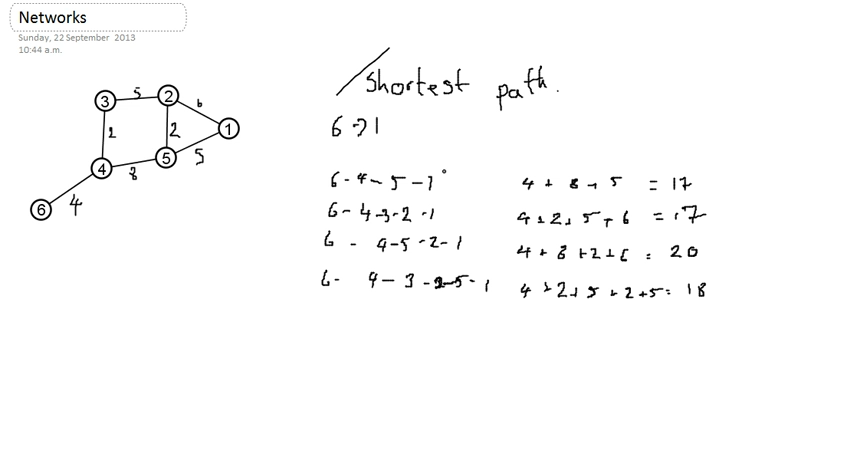 Networks
Sunday, 22 September 2013
10:44 a.m.
Shortest path.
6 → 1
3 5 2 6
1
2 2
4 8 5 5
6 4
6 - 4 - 5 - 1 4 + 8 + 5 = 17
6 - 4 - 3 - 2 - 1 4 + 2 + 5 + 6 = 17
6 - 4 - 5 - 2 - 1 4 + 8 + 2 + 6 = 20
6 - 4 - 3 - 2 - 5 - 1 4 + 2 + 5 + 2 + 5 = 18